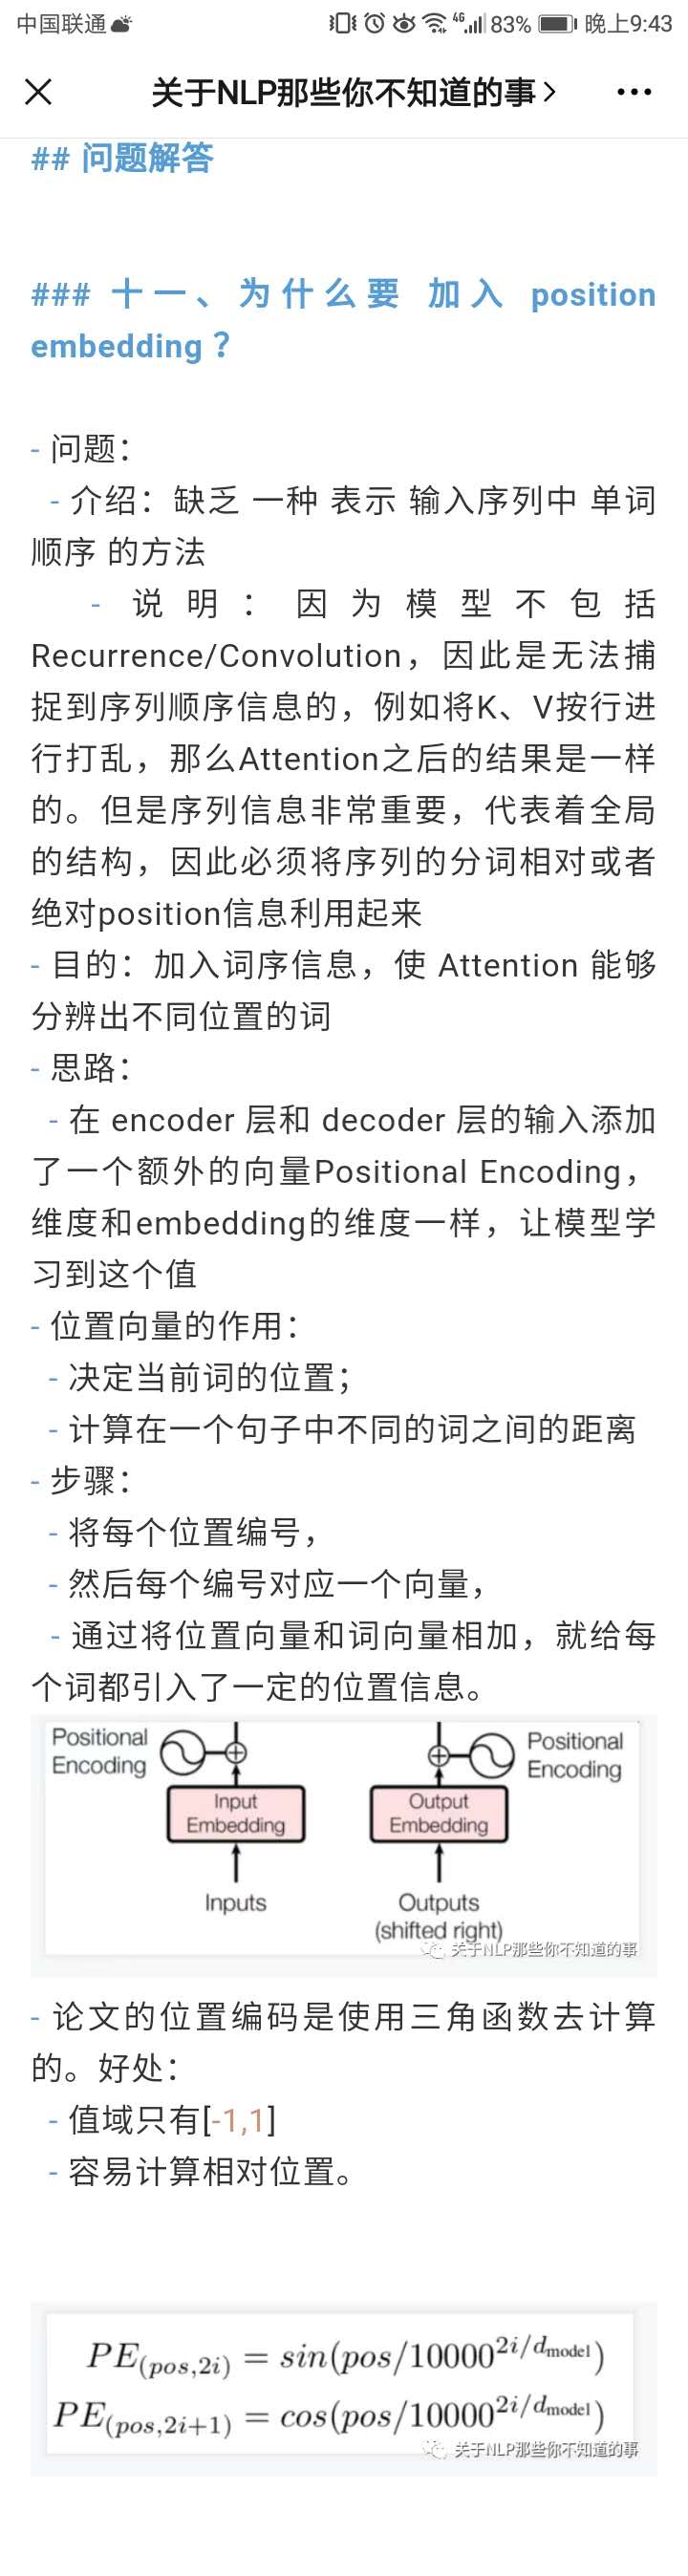 中国联通
4G 83% 晚上9:43
关于NLP那些你不知道的事
## 问题解答
### 十一、为什么要 加入 position
embedding？
- 问题：
- 介绍：缺乏 一种 表示 输入序列中 单词
顺序 的方法
- 说明：因为模型不包括
Recurrence/Convolution，因此是无法捕
捉到序列顺序信息的，例如将K、V按行进
行打乱，那么Attention之后的结果是一样
的。但是序列信息非常重要，代表着全局
的结构，因此必须将序列的分词相对或者
绝对position信息利用起来
- 目的：加入词序信息，使 Attention 能够
分辨出不同位置的词
- 思路：
- 在 encoder 层和 decoder 层的输入添加
了一个额外的向量Positional Encoding，
维度和embedding的维度一样，让模型学
习到这个值
- 位置向量的作用：
- 决定当前词的位置；
- 计算在一个句子中不同的词之间的距离
- 步骤：
- 将每个位置编号，
- 然后每个编号对应一个向量，
- 通过将位置向量和词向量相加，就给每
个词都引入了一定的位置信息。
Positional
Encoding
Input
Embedding
Inputs
Positional
Encoding
Output
Embedding
Outputs
(shifted right)
关于NLP那些你不知道的事
- 论文的位置编码是使用三角函数去计算
的。好处：
- 值域只有[-1,1]
- 容易计算相对位置。
PE(pos,2i) = sin(pos/10000^2i/dmodel)
PE(pos,2i+1) = cos(pos/10000^2i/dmodel)
关于NLP那些你不知道的事